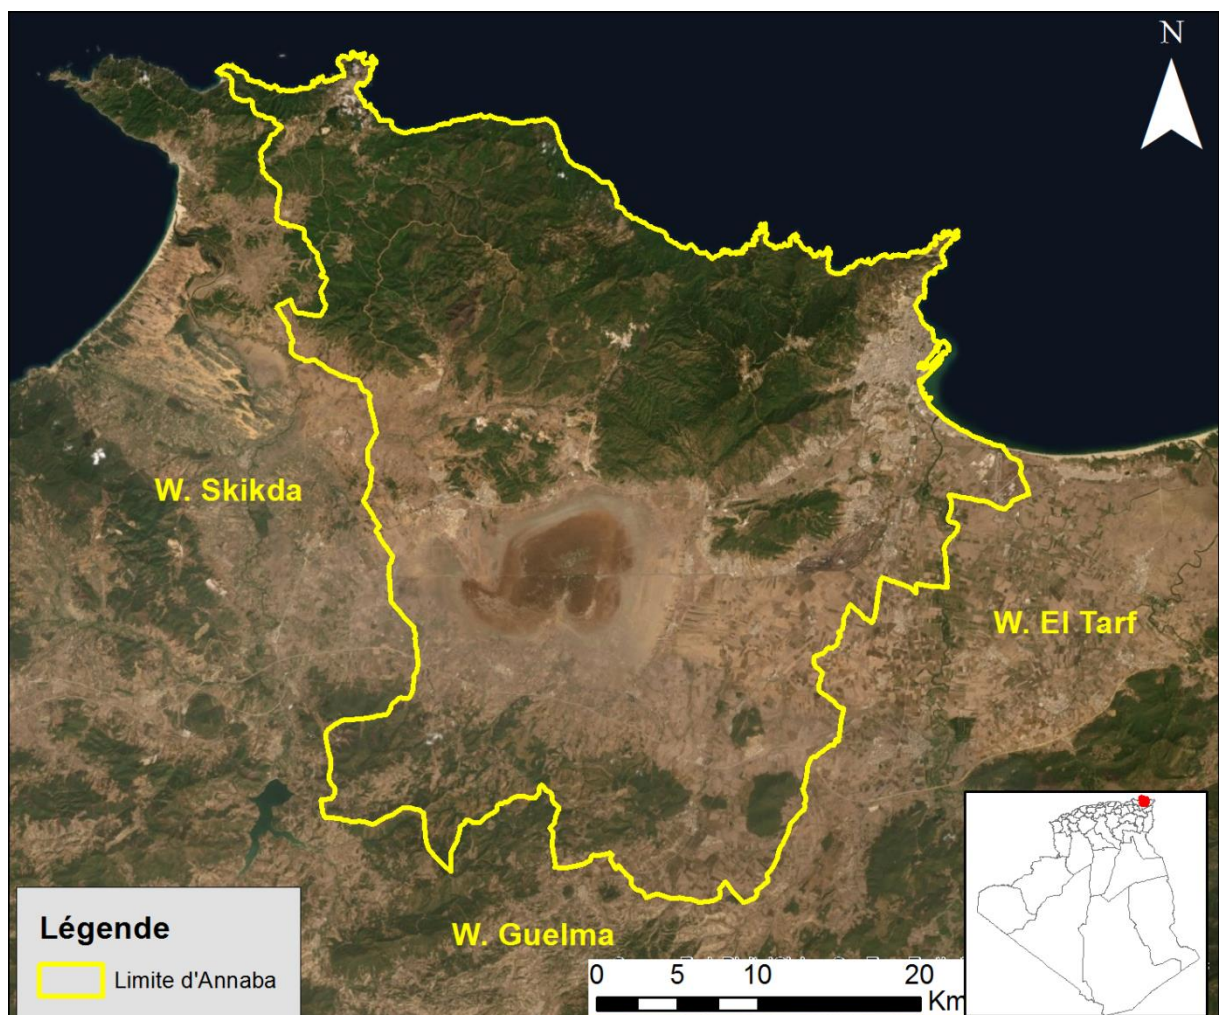 N
W. Skikda
W. El Tarf
W. Guelma
Légende
Limite d'Annaba
0 5 10 20
Km